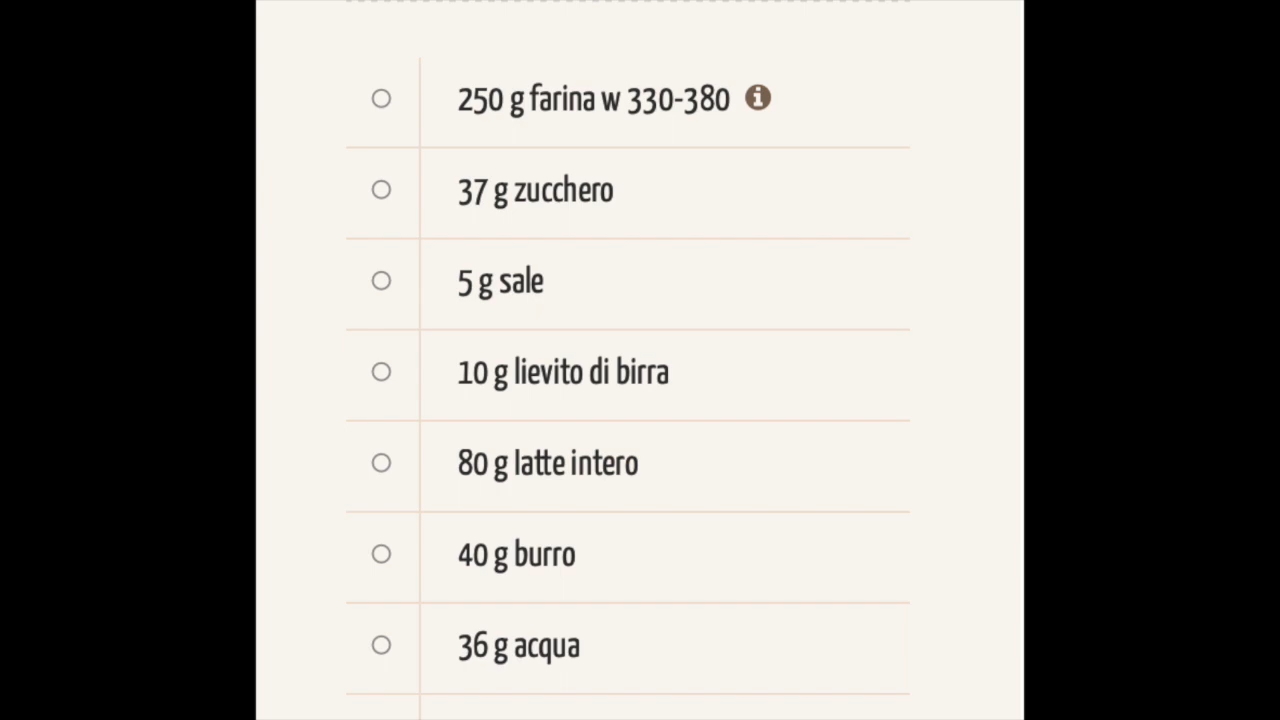 250 g farina w 330-380
37 g zucchero
5 g sale
10 g lievito di birra
80 g latte intero
40 g burro
36 g acqua